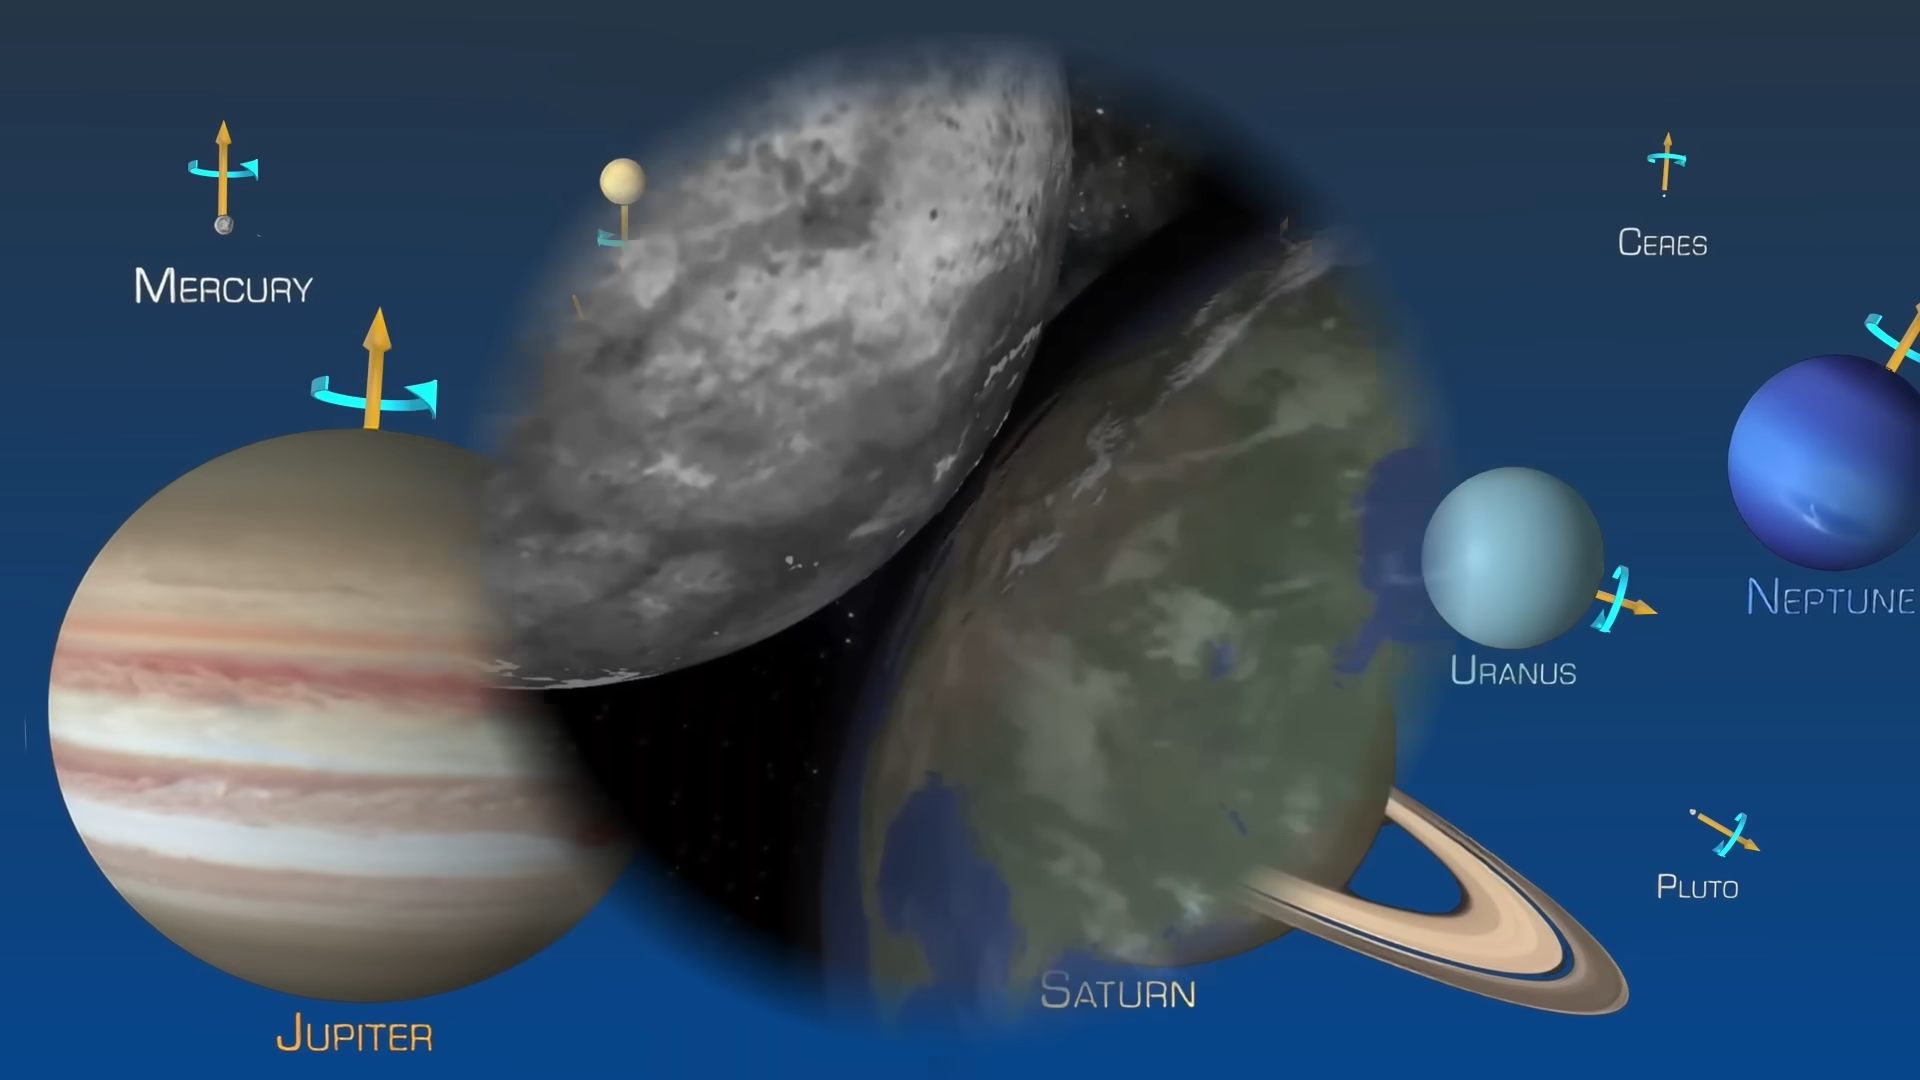 Mercury
Ceres
Neptune
Uranus
Pluto
Saturn
Jupiter